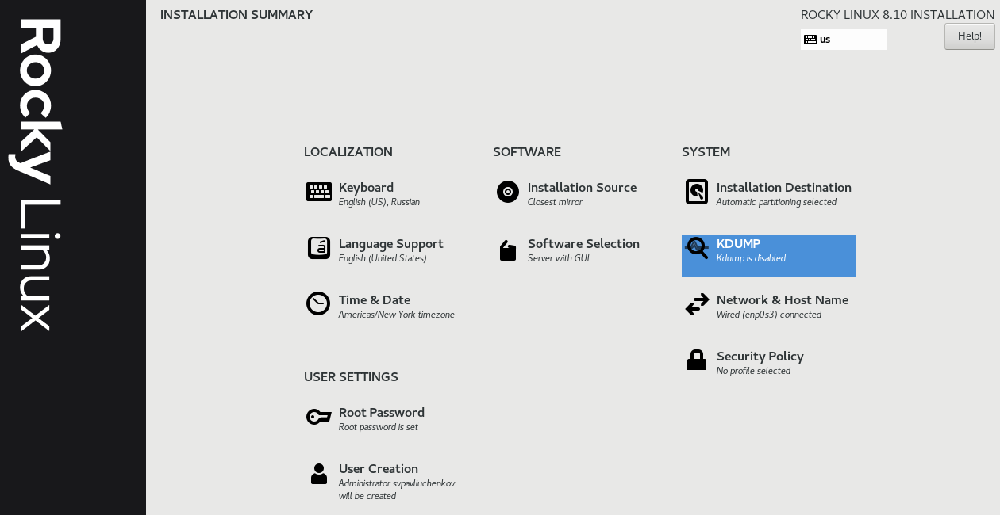 Rocky Linux
INSTALLATION SUMMARY
ROCKY LINUX 8.10 INSTALLATION
us
Help!
LOCALIZATION
Keyboard
English (US), Russian
Language Support
English (United States)
Time & Date
Americas/New York timezone
SOFTWARE
Installation Source
Closest mirror
Software Selection
Server with GUI
SYSTEM
Installation Destination
Automatic partitioning selected
KDUMP
Kdump is disabled
Network & Host Name
Wired (enp0s3) connected
Security Policy
No profile selected
USER SETTINGS
Root Password
Root password is set
User Creation
Administrator svpavliuchenkov
will be created